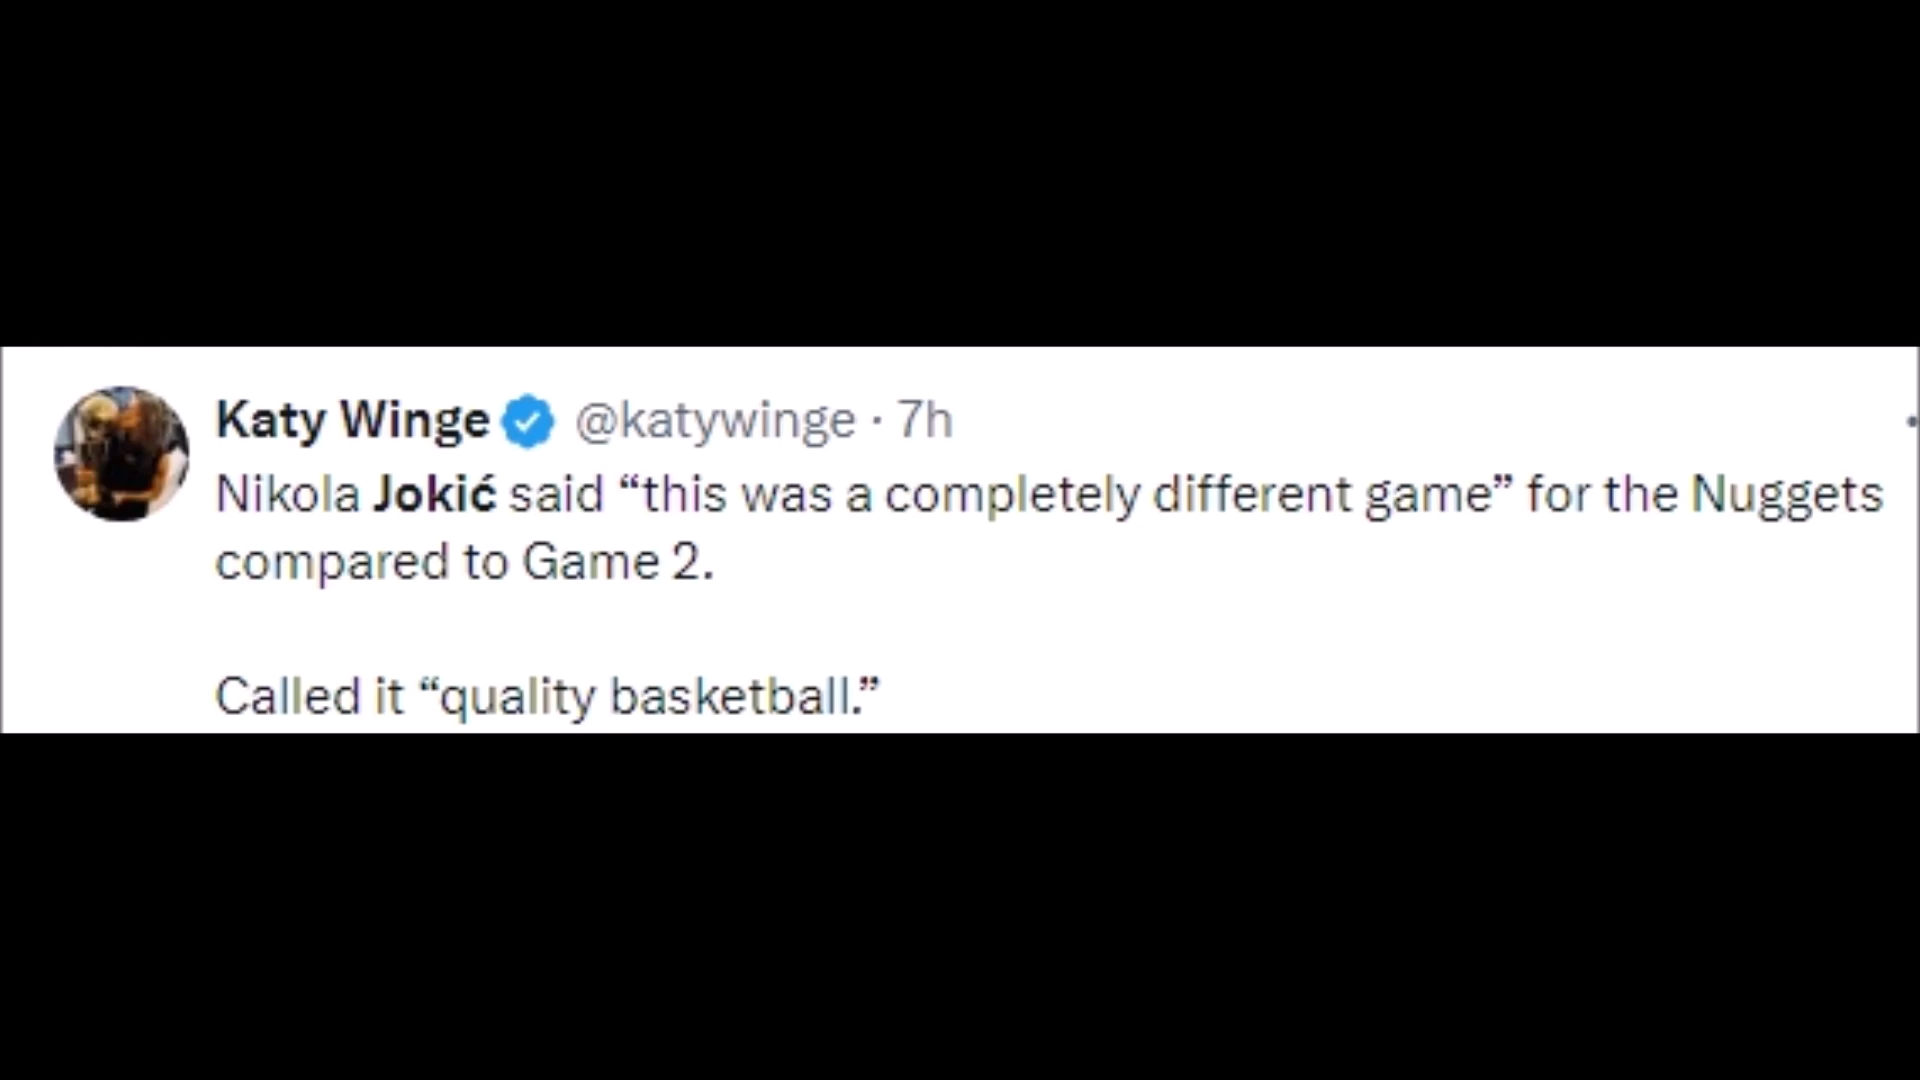 Katy Winge @katywinge · 7h
Nikola Jokić said “this was a completely different game” for the Nuggets
compared to Game 2.
Called it “quality basketball.”